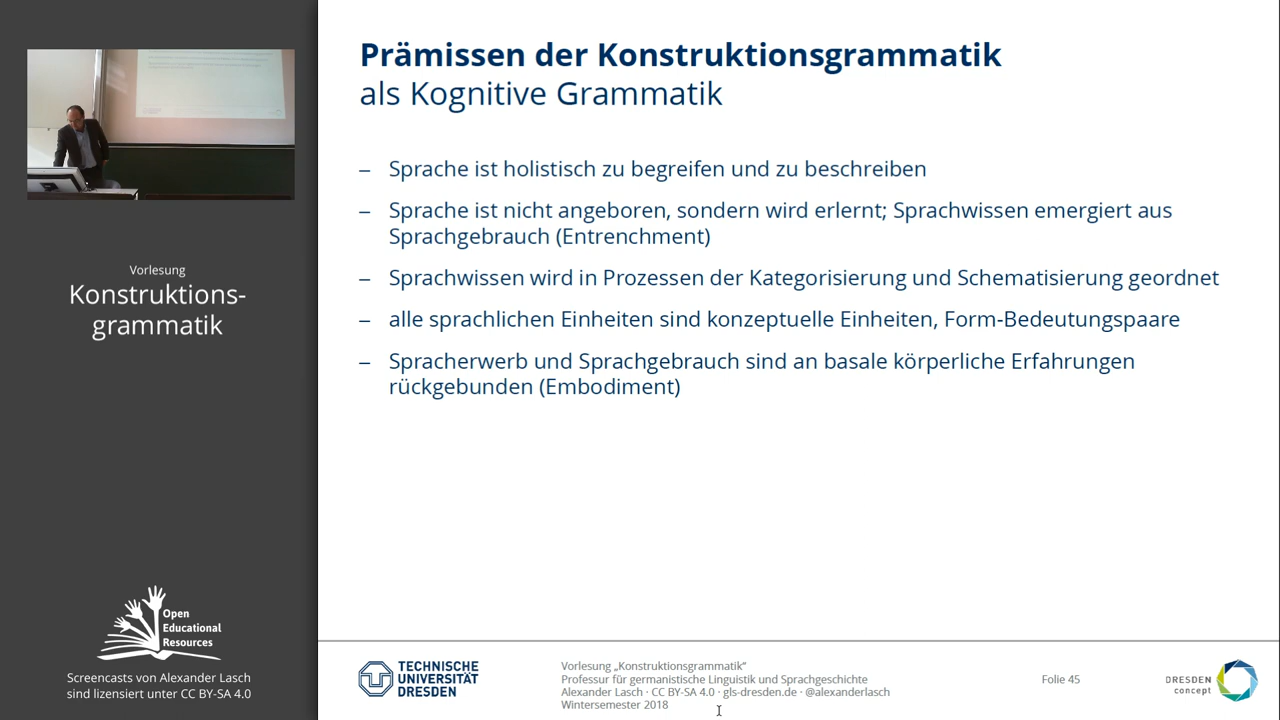 Vorlesung
Konstruktions-
grammatik
Open
Educational
Resources
Screencasts von Alexander Lasch
sind lizensiert unter CC BY-SA 4.0
Prämissen der Konstruktionsgrammatik
als Kognitive Grammatik
– Sprache ist holistisch zu begreifen und zu beschreiben
– Sprache ist nicht angeboren, sondern wird erlernt; Sprachwissen emergiert aus
Sprachgebrauch (Entrenchment)
– Sprachwissen wird in Prozessen der Kategorisierung und Schematisierung geordnet
– alle sprachlichen Einheiten sind konzeptuelle Einheiten, Form-Bedeutungspaare
– Spracherwerb und Sprachgebrauch sind an basale körperliche Erfahrungen
rückgebunden (Embodiment)
TECHNISCHE
UNIVERSITÄT
DRESDEN
Vorlesung „Konstruktionsgrammatik“
Professur für germanistische Linguistik und Sprachgeschichte
Alexander Lasch · CC BY-SA 4.0 · gls-dresden.de · @alexanderlasch
Wintersemester 2018
Folie 45
DRESDEN
concept